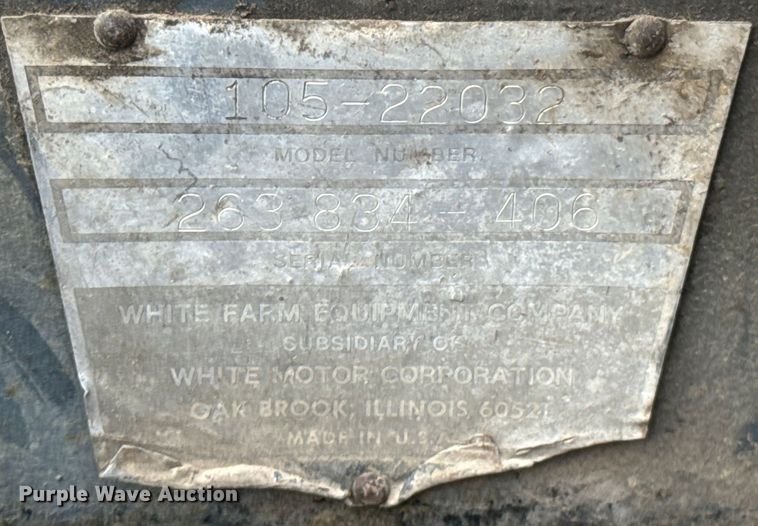 105-22032
MODEL NUMBER
263 834-406
SERIAL NUMBER
WHITE FARM EQUIPMENT COMPANY
SUBSIDIARY OF
WHITE MOTOR CORPORATION
OAK BROOK, ILLINOIS 60521
MADE IN U.S.A.
Purple Wave Auction